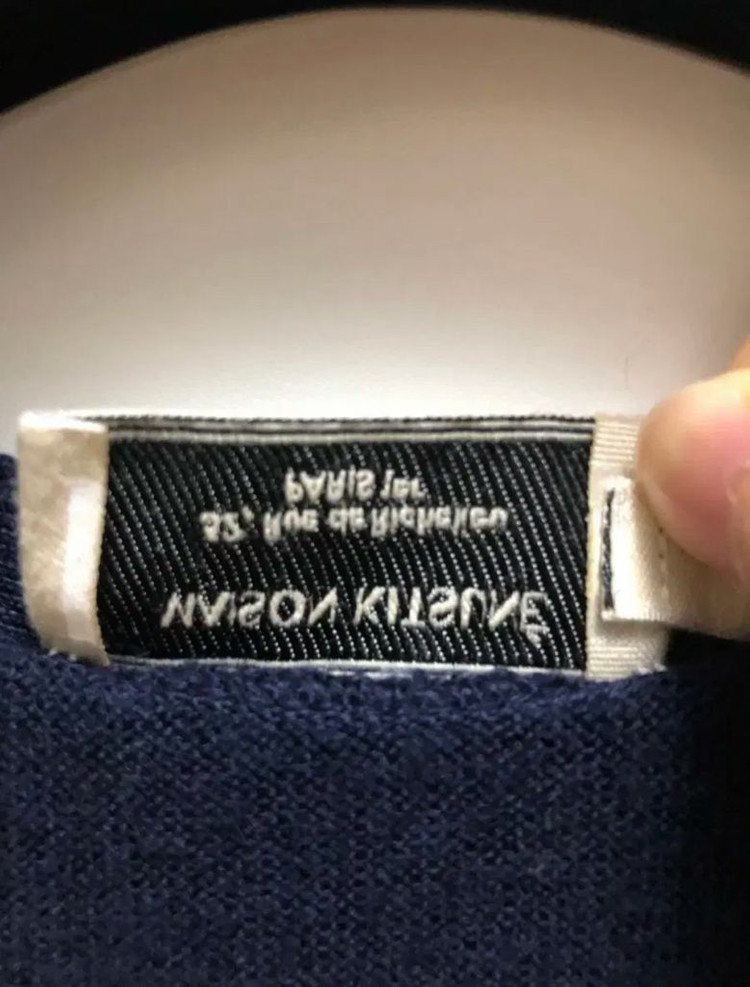 MAISON KITSUNÉ
52, Rue de Richelieu
PARIS 1er